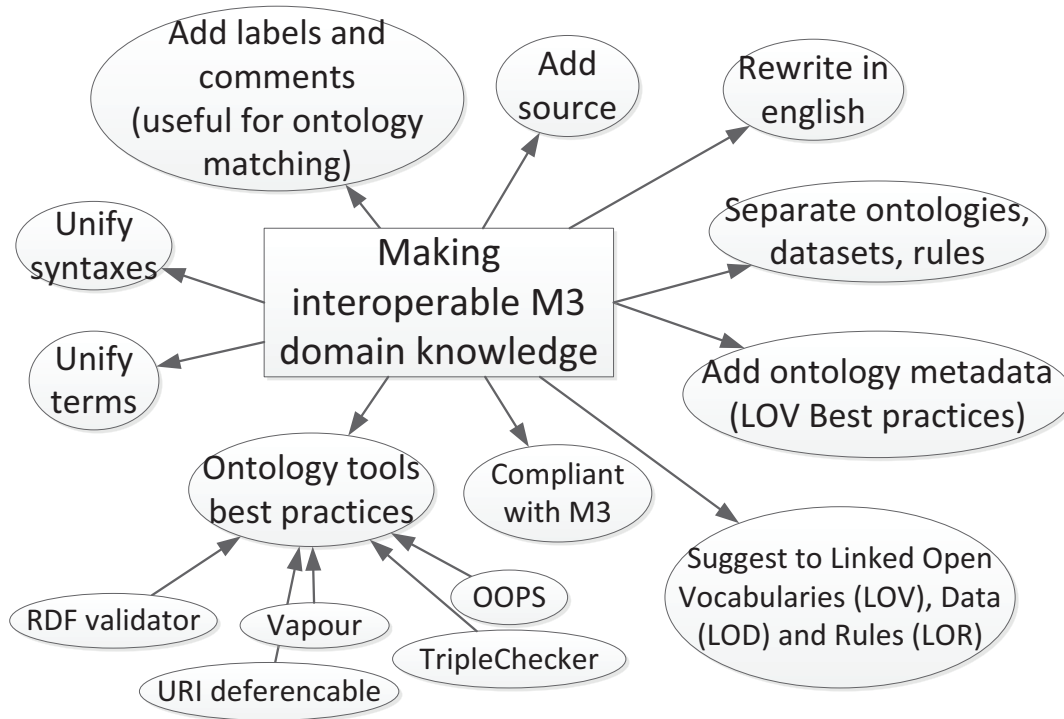 Add labels and
comments
(useful for ontology
matching)
Add
source
Rewrite in
english
Unify
syntaxes
Making
interoperable M3
domain knowledge
Separate ontologies,
datasets, rules
Unify
terms
Add ontology metadata
(LOV Best practices)
Ontology tools
best practices
Compliant
with M3
Suggest to Linked Open
Vocabularies (LOV), Data
(LOD) and Rules (LOR)
RDF validator
Vapour
OOPS
TripleChecker
URI deferencable